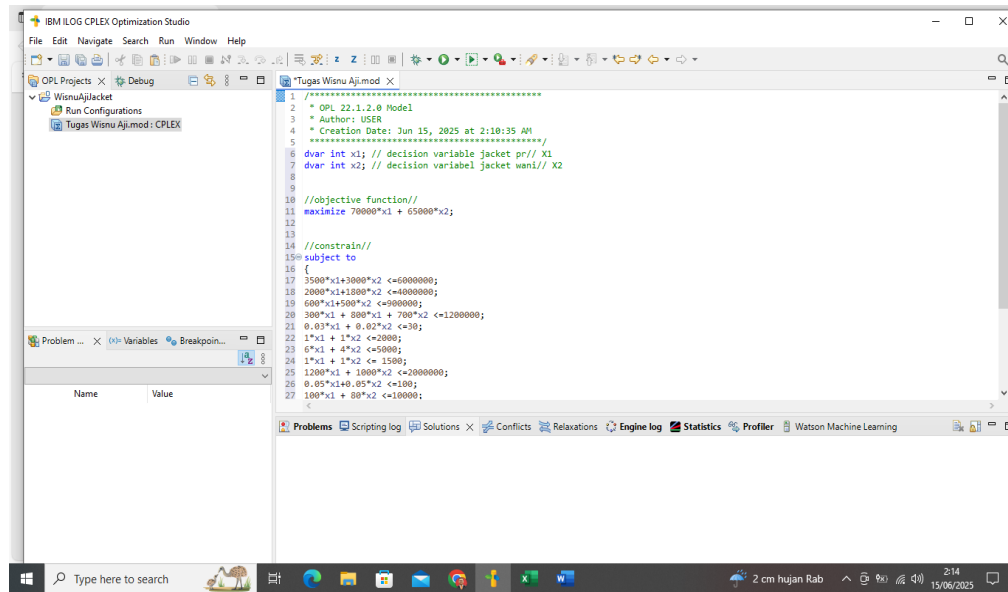 IBM ILOG CPLEX Optimization Studio
File Edit Navigate Search Run Window Help
OPL Projects Debug
WisnuAjiJacket
Run Configurations
Tugas Wisnu Aji.mod : CPLEX
*Tugas Wisnu Aji.mod
1 /*********************************************
2 * OPL 22.1.2.0 Model
3 * Author: USER
4 * Creation Date: Jun 15, 2025 at 2:10:35 AM
5 *********************************************/
6 dvar int x1; // decision variable jacket pr// X1
7 dvar int x2; // decision variabel jacket wani// X2
8
9
10 //objective function//
11 maximize 70000*x1 + 65000*x2;
12
13
14 //constrain//
15 subject to
16 {
17 3500*x1+3000*x2 <=6000000;
18 2000*x1+1800*x2 <=4000000;
19 600*x1+500*x2 <=900000;
20 300*x1 + 800*x1 + 700*x2 <=1200000;
21 0.03*x1 + 0.02*x2 <=30;
22 1*x1 + 1*x2 <=2000;
23 6*x1 + 4*x2 <=5000;
24 1*x1 + 1*x2 <= 1500;
25 1200*x1 + 1000*x2 <=2000000;
26 0.05*x1+0.05*x2 <=100;
27 100*x1 + 80*x2 <=10000;
Problem ... (x)= Variables Breakpoin...
Name Value
Problems Scripting log Solutions Conflicts Relaxations Engine log Statistics Profiler Watson Machine Learning
Type here to search
2 cm hujan Rab
2:14
15/06/2025